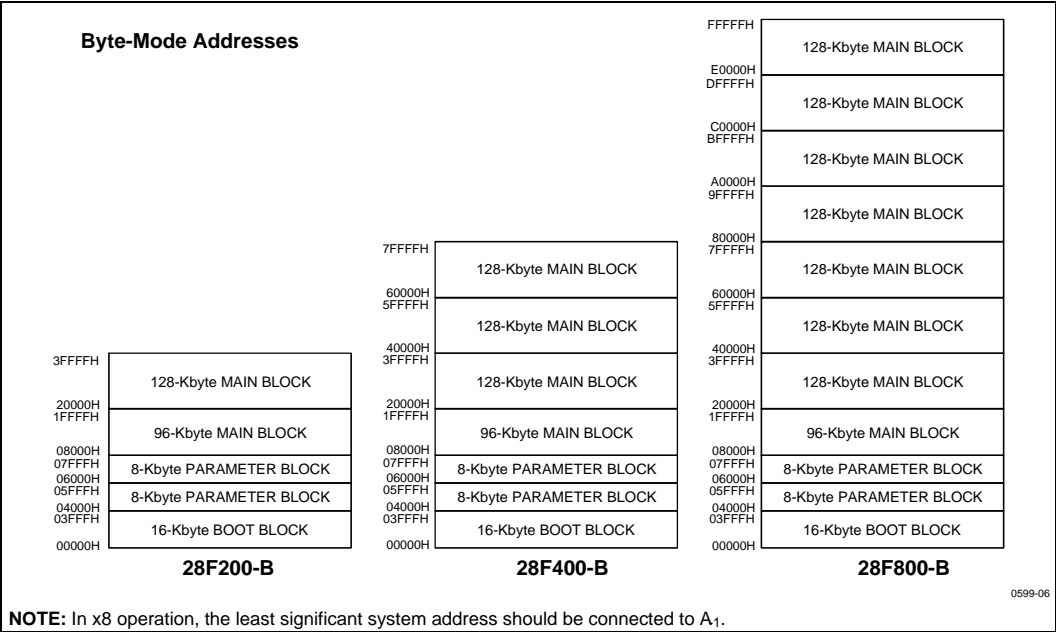 Byte-Mode Addresses
3FFFFH
128-Kbyte MAIN BLOCK
20000H
1FFFFH
96-Kbyte MAIN BLOCK
08000H
07FFFH
8-Kbyte PARAMETER BLOCK
06000H
05FFFH
8-Kbyte PARAMETER BLOCK
04000H
03FFFH
16-Kbyte BOOT BLOCK
00000H
28F200-B
7FFFFH
128-Kbyte MAIN BLOCK
60000H
5FFFFH
128-Kbyte MAIN BLOCK
40000H
3FFFFH
128-Kbyte MAIN BLOCK
20000H
1FFFFH
96-Kbyte MAIN BLOCK
08000H
07FFFH
8-Kbyte PARAMETER BLOCK
06000H
05FFFH
8-Kbyte PARAMETER BLOCK
04000H
03FFFH
16-Kbyte BOOT BLOCK
00000H
28F400-B
FFFFFH
128-Kbyte MAIN BLOCK
E0000H
DFFFFH
128-Kbyte MAIN BLOCK
C0000H
BFFFFH
128-Kbyte MAIN BLOCK
A0000H
9FFFFH
128-Kbyte MAIN BLOCK
80000H
7FFFFH
128-Kbyte MAIN BLOCK
60000H
5FFFFH
128-Kbyte MAIN BLOCK
40000H
3FFFFH
128-Kbyte MAIN BLOCK
20000H
1FFFFH
96-Kbyte MAIN BLOCK
08000H
07FFFH
8-Kbyte PARAMETER BLOCK
06000H
05FFFH
8-Kbyte PARAMETER BLOCK
04000H
03FFFH
16-Kbyte BOOT BLOCK
00000H
28F800-B
0599-06
NOTE: In x8 operation, the least significant system address should be connected to A₁.